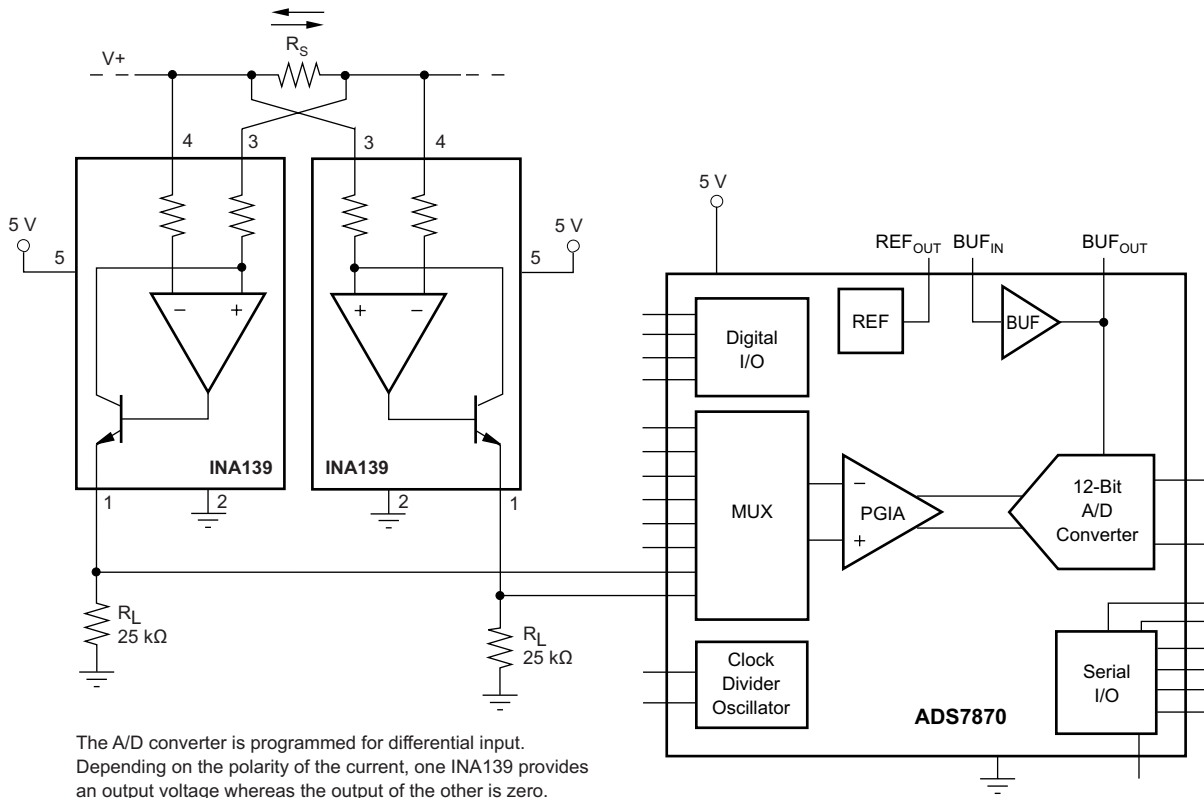 R_S
V+
4
3
3
4
5 V
5
5
5 V
−
+
+
−
INA139
INA139
1
2
2
1
R_L
25 kΩ
R_L
25 kΩ
5 V
REF_OUT
BUF_IN
BUF_OUT
REF
BUF
Digital
I/O
MUX
−
PGIA
+
12-Bit
A/D
Converter
Clock
Divider
Oscillator
Serial
I/O
ADS7870
The A/D converter is programmed for differential input.
Depending on the polarity of the current, one INA139 provides
an output voltage whereas the output of the other is zero.